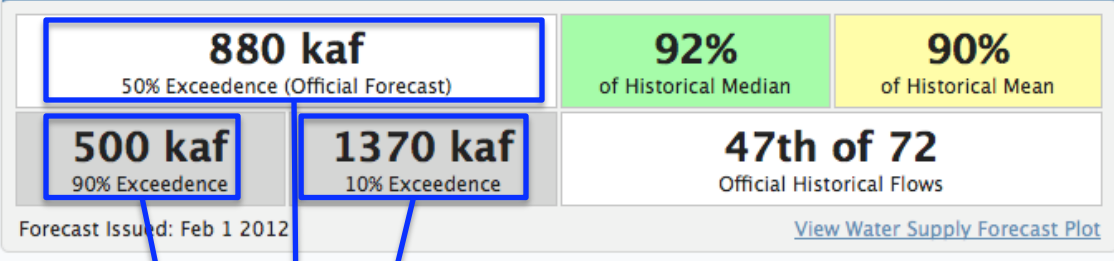 880 kaf
50% Exceedence (Official Forecast)
92%
of Historical Median
90%
of Historical Mean
500 kaf
90% Exceedence
1370 kaf
10% Exceedence
47th of 72
Official Historical Flows
Forecast Issued: Feb 1 2012
View Water Supply Forecast Plot